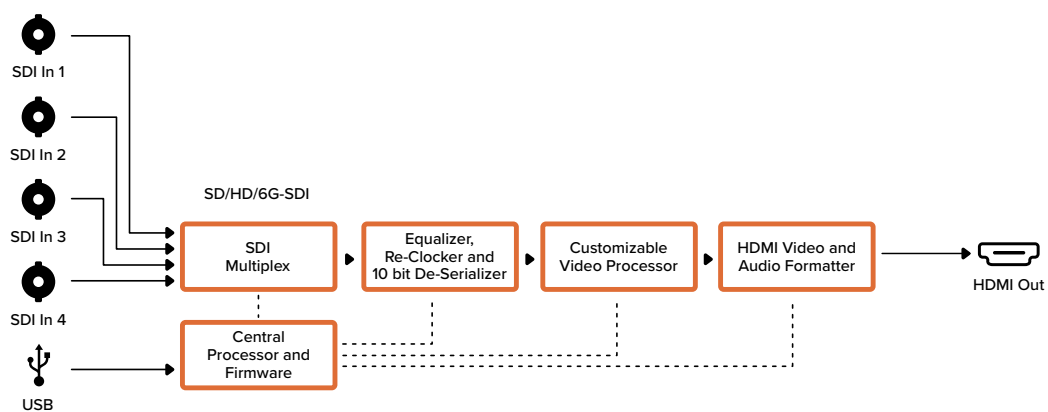 SDI In 1
SDI In 2
SDI In 3
SDI In 4
USB
SD/HD/6G-SDI
SDI
Multiplex
Equalizer,
Re-Clocker and
10 bit De-Serializer
Customizable
Video Processor
HDMI Video and
Audio Formatter
HDMI Out
Central
Processor and
Firmware